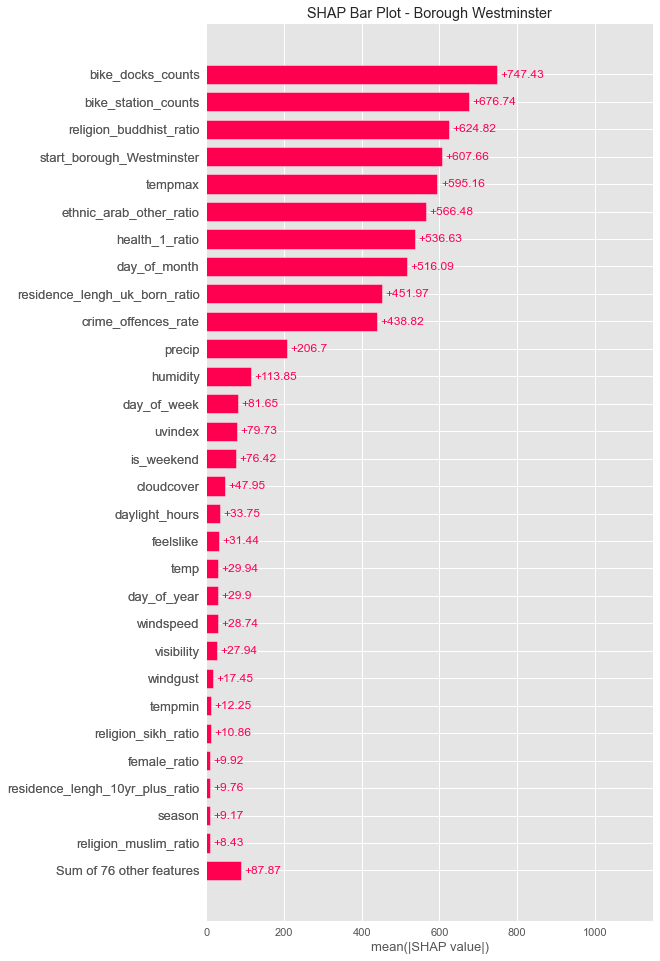 SHAP Bar Plot - Borough Westminster
bike_docks_counts +747.43
bike_station_counts +676.74
religion_buddhist_ratio +624.82
start_borough_Westminster +607.66
tempmax +595.16
ethnic_arab_other_ratio +566.48
health_1_ratio +536.63
day_of_month +516.09
residence_lengh_uk_born_ratio +451.97
crime_offences_rate +438.82
precip +206.7
humidity +113.85
day_of_week +81.65
uvindex +79.73
is_weekend +76.42
cloudcover +47.95
daylight_hours +33.75
feelslike +31.44
temp +29.94
day_of_year +29.9
windspeed +28.74
visibility +27.94
windgust +17.45
tempmin +12.25
religion_sikh_ratio +10.86
female_ratio +9.92
residence_lengh_10yr_plus_ratio +9.76
season +9.17
religion_muslim_ratio +8.43
Sum of 76 other features +87.87
0 200 400 600 800 1000
mean(|SHAP value|)